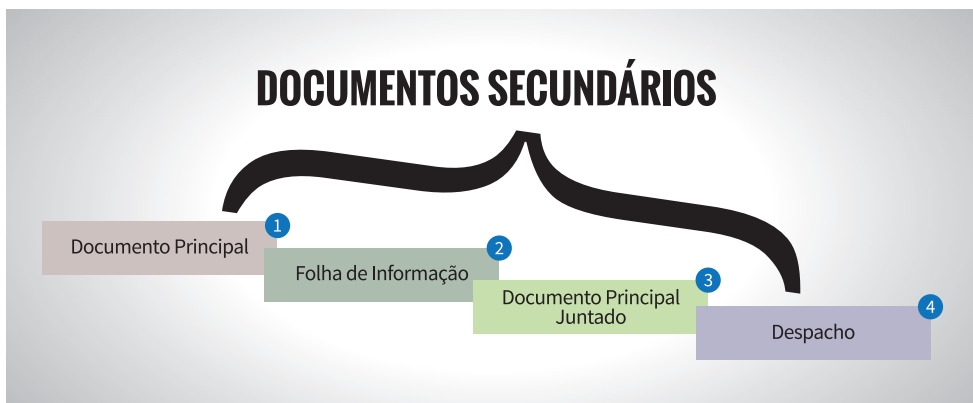 DOCUMENTOS SECUNDÁRIOS
1
Documento Principal
2
Folha de Informação
3
Documento Principal
Juntado
4
Despacho